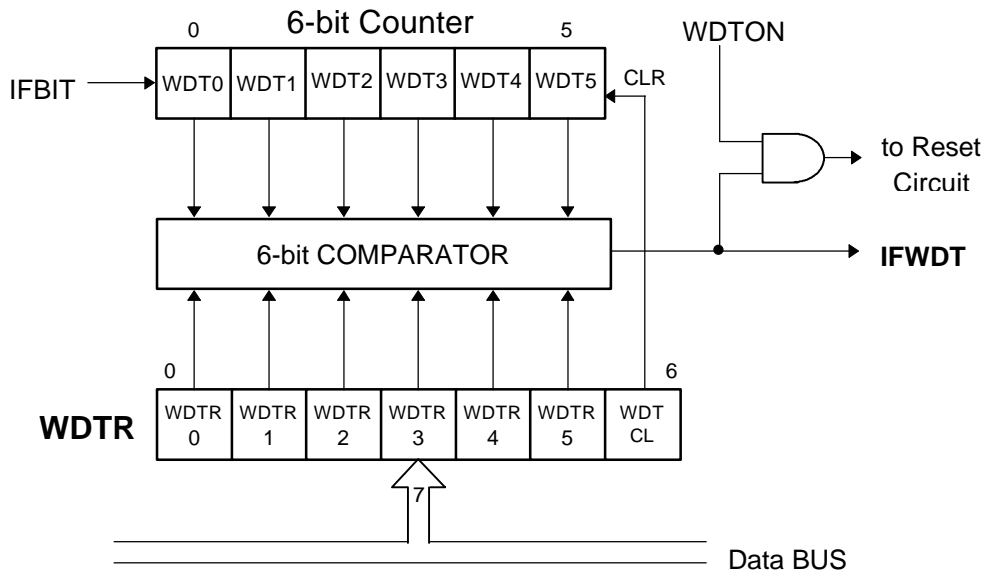 6-bit Counter
0 5
WDTON
IFBIT
WDT0 WDT1 WDT2 WDT3 WDT4 WDT5
CLR
to Reset
Circuit
6-bit COMPARATOR
IFWDT
0 6
WDTR
WDTR WDTR WDTR WDTR WDTR WDTR WDT
0 1 2 3 4 5 CL
7
Data BUS